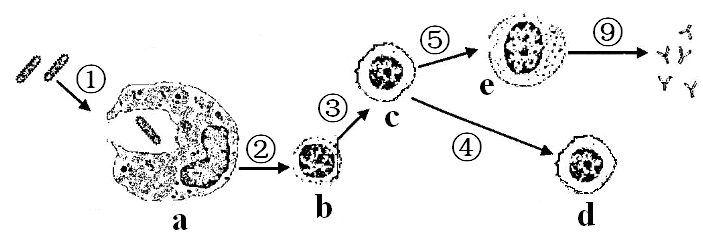 ① a ② b ③ c ⑤ e ⑨
④ d